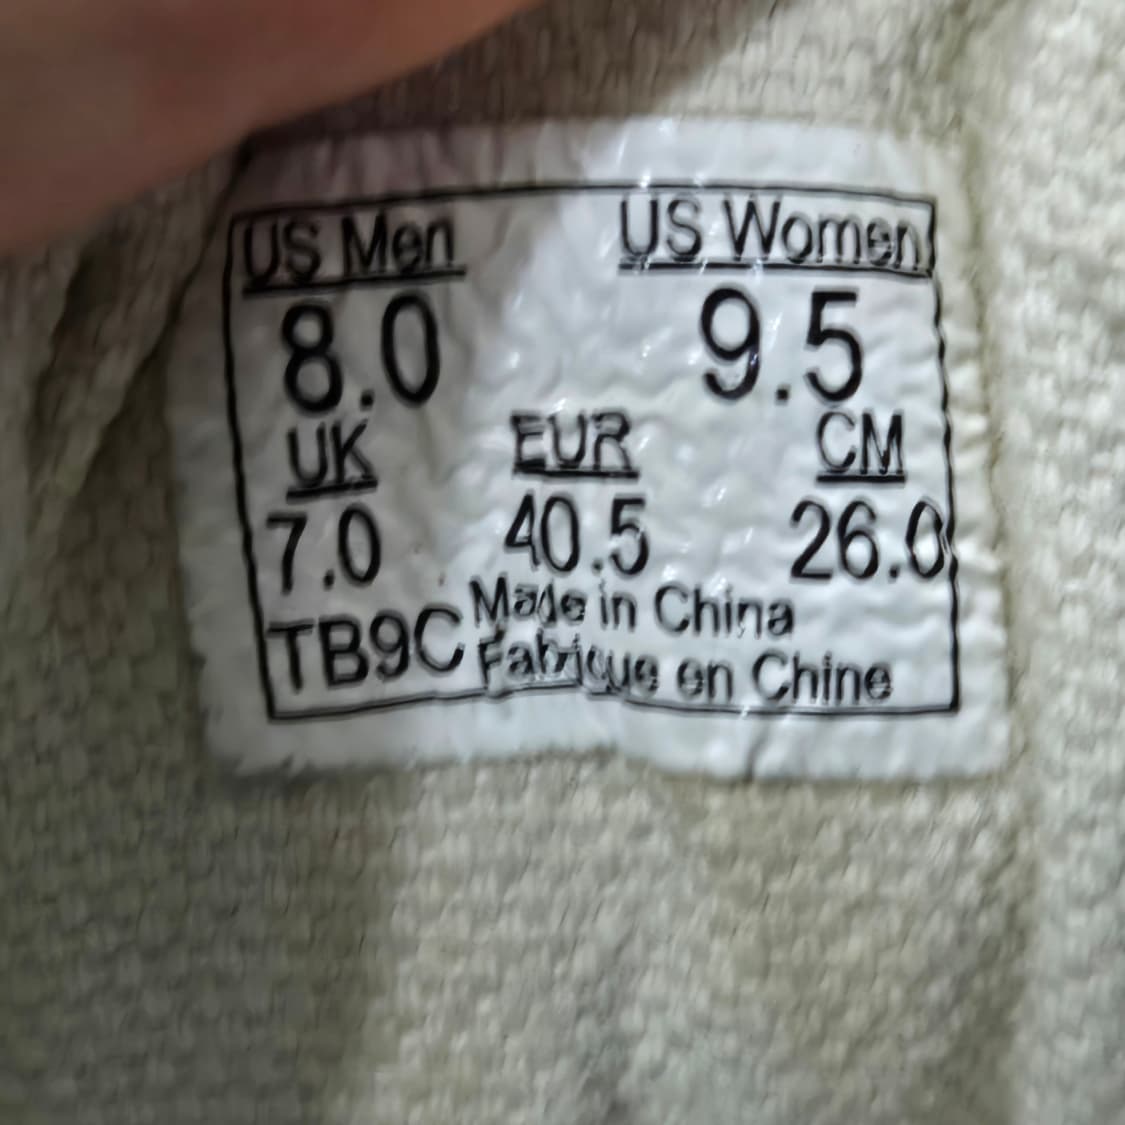 US Men US Women
8.0 9.5
UK EUR CM
7.0 40.5 26.0
TB9C Made in China
Fabrique en Chine